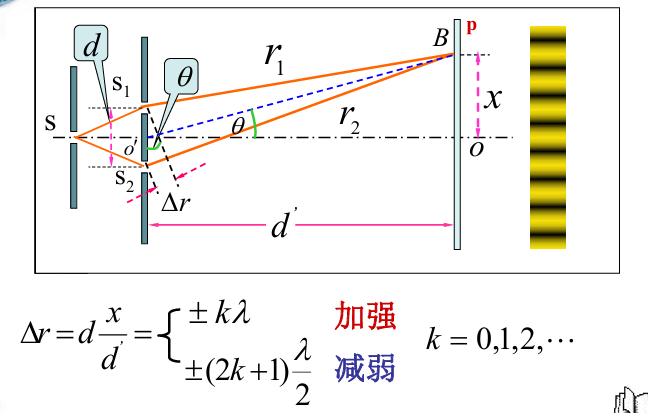 d
θ
s₁
r₁
B
p
s
θ
r₂
x
o'
o
s₂
Δr
d'
Δr = d x/d' = { ± kλ 加强
±(2k+1) λ/2 减弱
k = 0,1,2,⋯